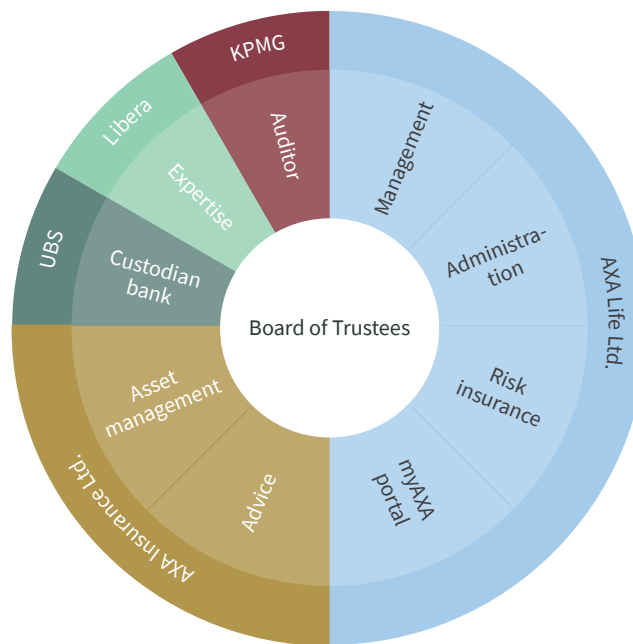 KPMG
Auditor
Libera
Expertise
UBS
Custodian
bank
Management
Administra-
tion
AXA Life Ltd.
Risk
insurance
myAXA
portal
Board of Trustees
Asset
management
Advice
AXA Insurance Ltd.